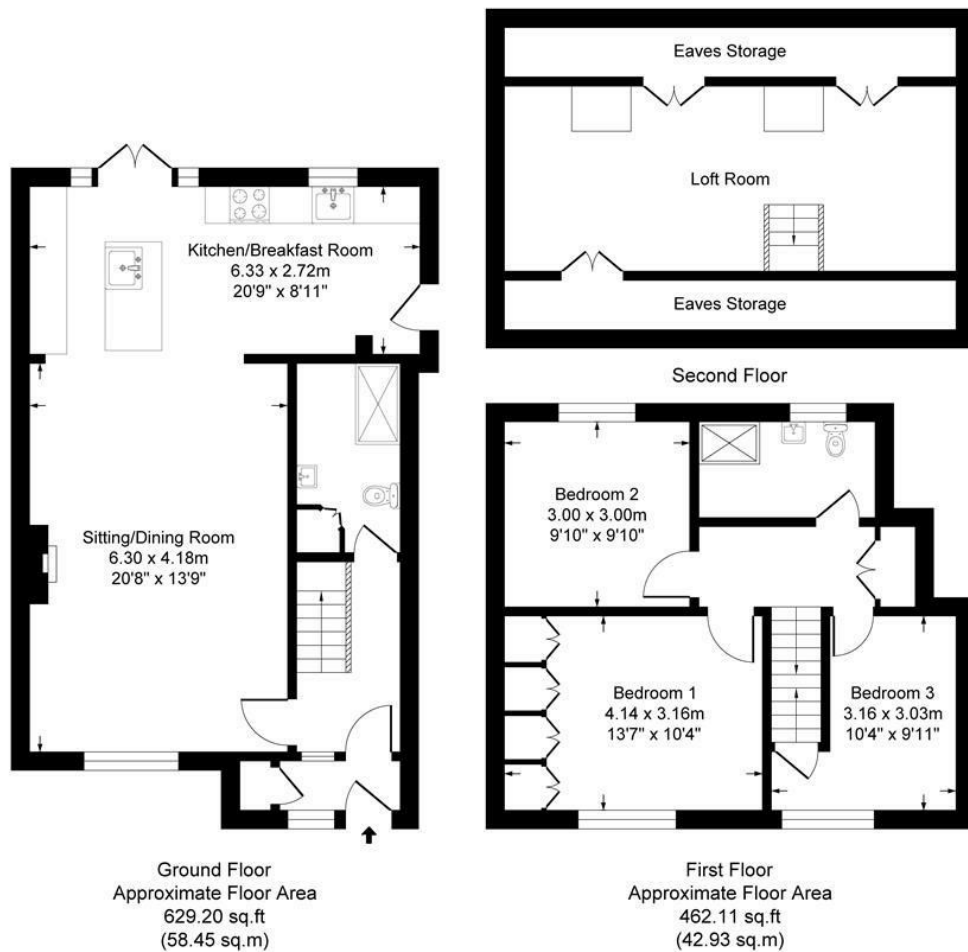 Kitchen/Breakfast Room
6.33 x 2.72m
20'9" x 8'11"
Sitting/Dining Room
6.30 x 4.18m
20'8" x 13'9"
Ground Floor
Approximate Floor Area
629.20 sq.ft
(58.45 sq.m)
Eaves Storage
Loft Room
Eaves Storage
Second Floor
Bedroom 2
3.00 x 3.00m
9'10" x 9'10"
Bedroom 1
4.14 x 3.16m
13'7" x 10'4"
Bedroom 3
3.16 x 3.03m
10'4" x 9'11"
First Floor
Approximate Floor Area
462.11 sq.ft
(42.93 sq.m)